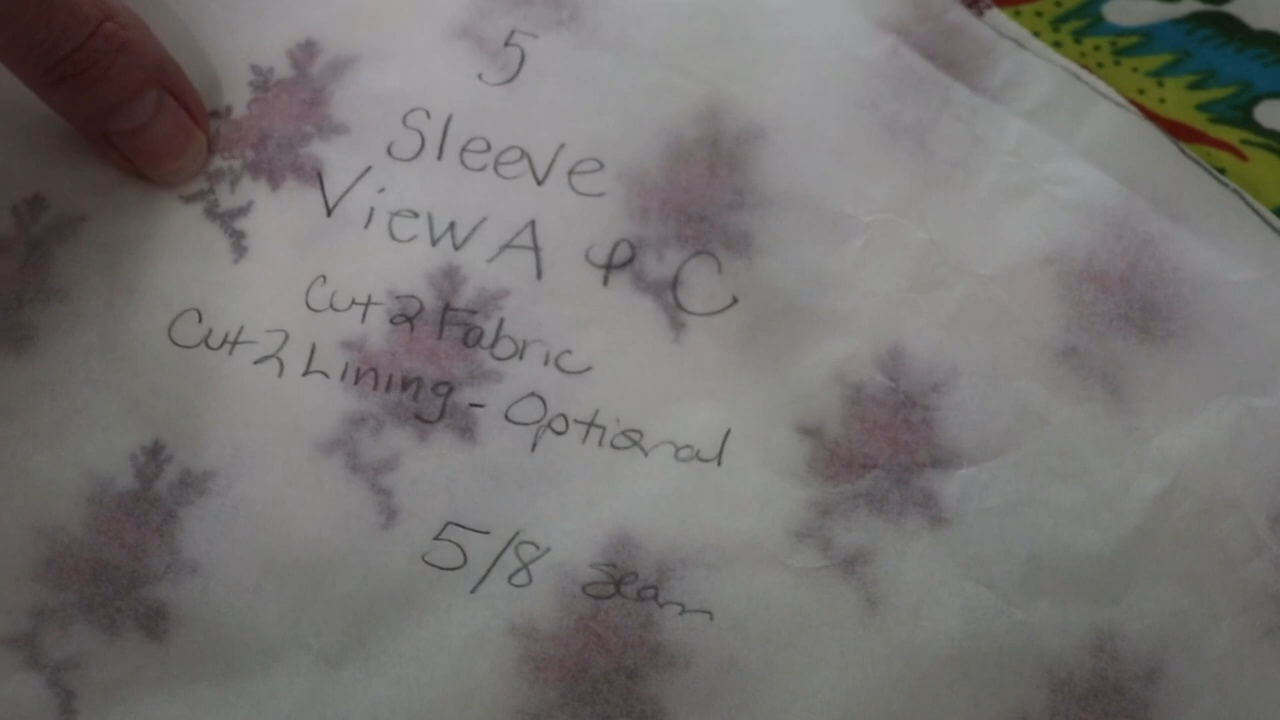 5
Sleeve
View A & C
Cut 2 Fabric
Cut 2 Lining - Optional
5/8 seam